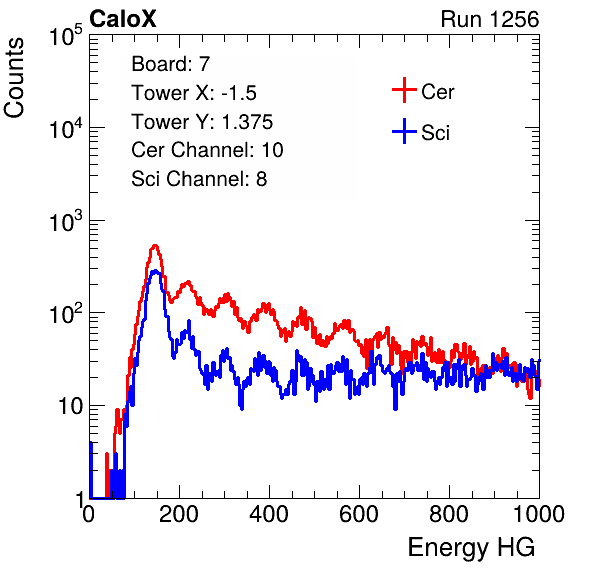 CaloX Run 1256
Board: 7
Tower X: -1.5
Tower Y: 1.375
Cer Channel: 10
Sci Channel: 8
Cer
Sci
Counts
10^5
10^4
10^3
10^2
10
1
0 200 400 600 800 1000
Energy HG